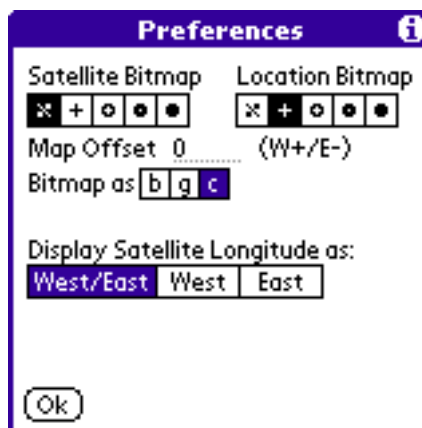 Preferences i
Satellite Bitmap Location Bitmap
Map Offset 0 (W+/E-)
Bitmap as b g c
Display Satellite Longitude as:
West/East West East
Ok